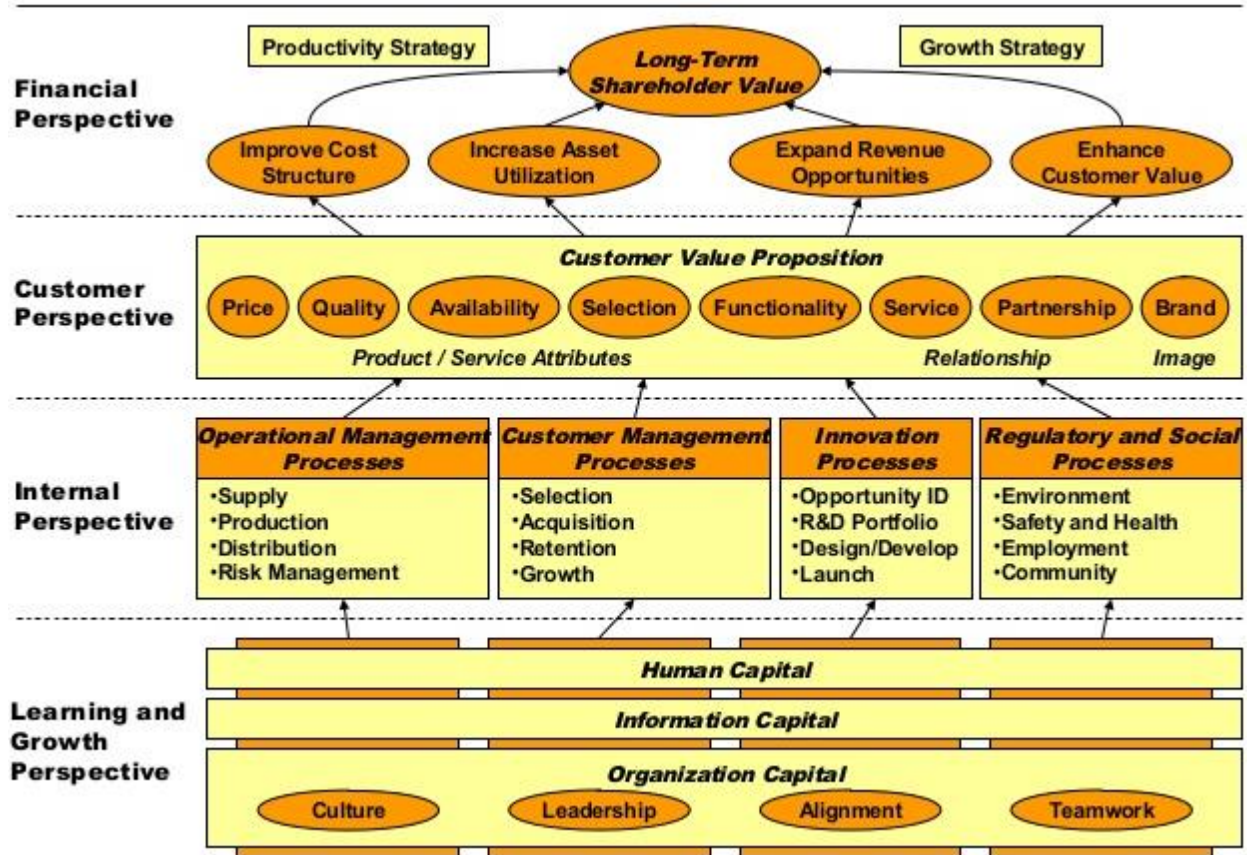 Productivity Strategy
Growth Strategy
Long-Term
Shareholder Value
Financial
Perspective
Improve Cost
Structure
Increase Asset
Utilization
Expand Revenue
Opportunities
Enhance
Customer Value
Customer Value Proposition
Customer
Perspective
Price
Quality
Availability
Selection
Functionality
Service
Partnership
Brand
Product / Service Attributes
Relationship
Image
Internal
Perspective
Operational Management
Processes
•Supply
•Production
•Distribution
•Risk Management
Customer Management
Processes
•Selection
•Acquisition
•Retention
•Growth
Innovation
Processes
•Opportunity ID
•R&D Portfolio
•Design/Develop
•Launch
Regulatory and Social
Processes
•Environment
•Safety and Health
•Employment
•Community
Learning and
Growth
Perspective
Human Capital
Information Capital
Organization Capital
Culture
Leadership
Alignment
Teamwork